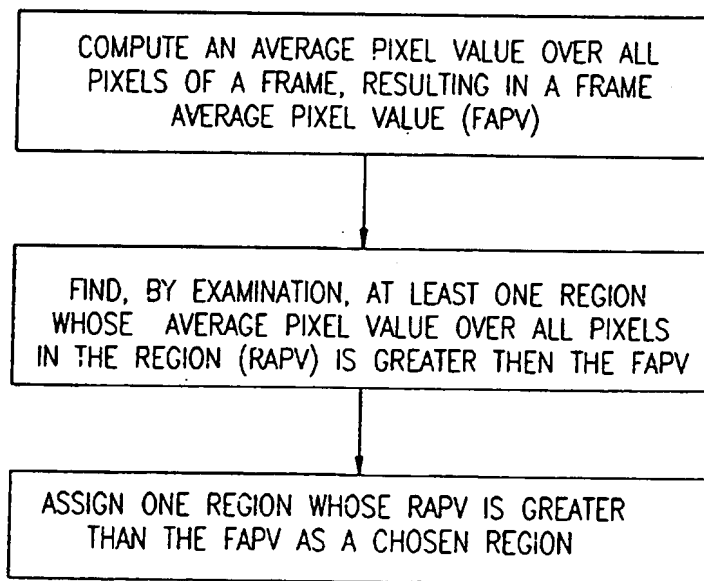 COMPUTE AN AVERAGE PIXEL VALUE OVER ALL
PIXELS OF A FRAME, RESULTING IN A FRAME
AVERAGE PIXEL VALUE (FAPV)
FIND, BY EXAMINATION, AT LEAST ONE REGION
WHOSE AVERAGE PIXEL VALUE OVER ALL PIXELS
IN THE REGION (RAPV) IS GREATER THEN THE FAPV
ASSIGN ONE REGION WHOSE RAPV IS GREATER
THAN THE FAPV AS A CHOSEN REGION